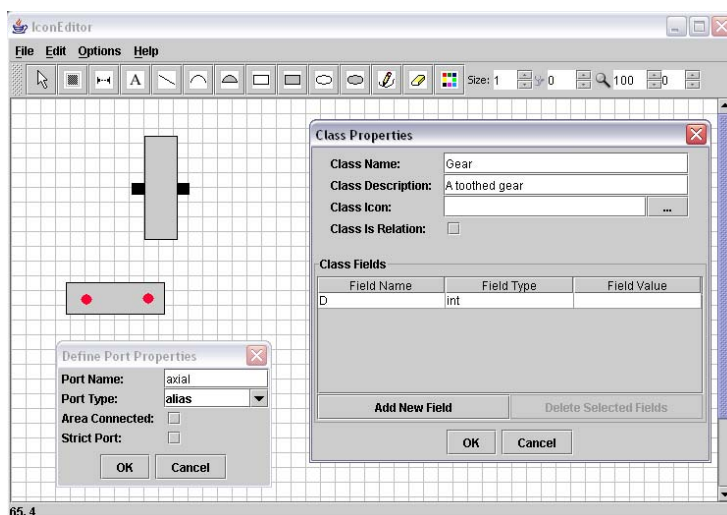 IconEditor
File Edit Options Help
A Size: 1 0 100 0
Class Properties
Class Name: Gear
Class Description: A toothed gear
Class Icon: ...
Class Is Relation:
Class Fields
Field Name Field Type Field Value
D int
Add New Field Delete Selected Fields
OK Cancel
Define Port Properties
Port Name: axial
Port Type: alias
Area Connected:
Strict Port:
OK Cancel
65, 4